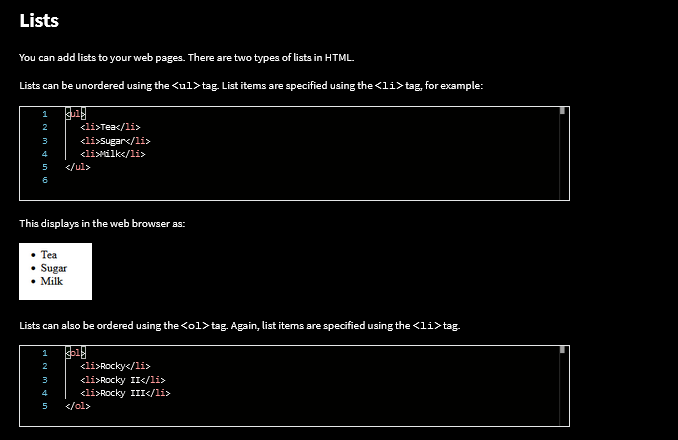 Lists
You can add lists to your web pages. There are two types of lists in HTML.
Lists can be unordered using the <ul> tag. List items are specified using the <li> tag, for example:
1 <ul>
2 <li>Tea</li>
3 <li>Sugar</li>
4 <li>Milk</li>
5 </ul>
6
This displays in the web browser as:
• Tea
• Sugar
• Milk
Lists can also be ordered using the <ol> tag. Again, list items are specified using the <li> tag.
1 <ol>
2 <li>Rocky</li>
3 <li>Rocky II</li>
4 <li>Rocky III</li>
5 </ol>